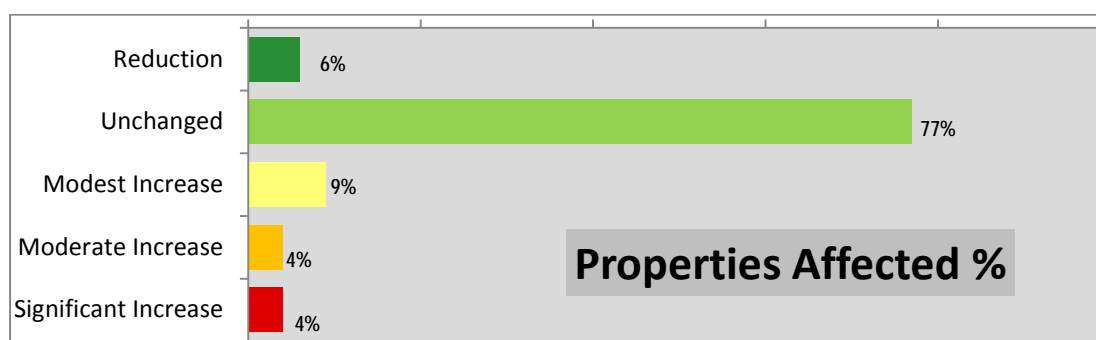 Reduction 6%
Unchanged 77%
Modest Increase 9%
Moderate Increase 4%
Properties Affected %
Significant Increase 4%